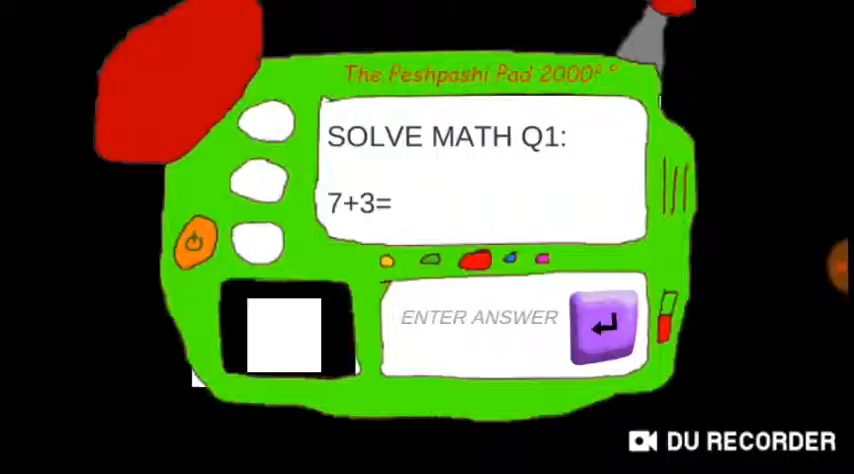 The Peshpashi Pad 2000
SOLVE MATH Q1:
7+3=
ENTER ANSWER
DU RECORDER